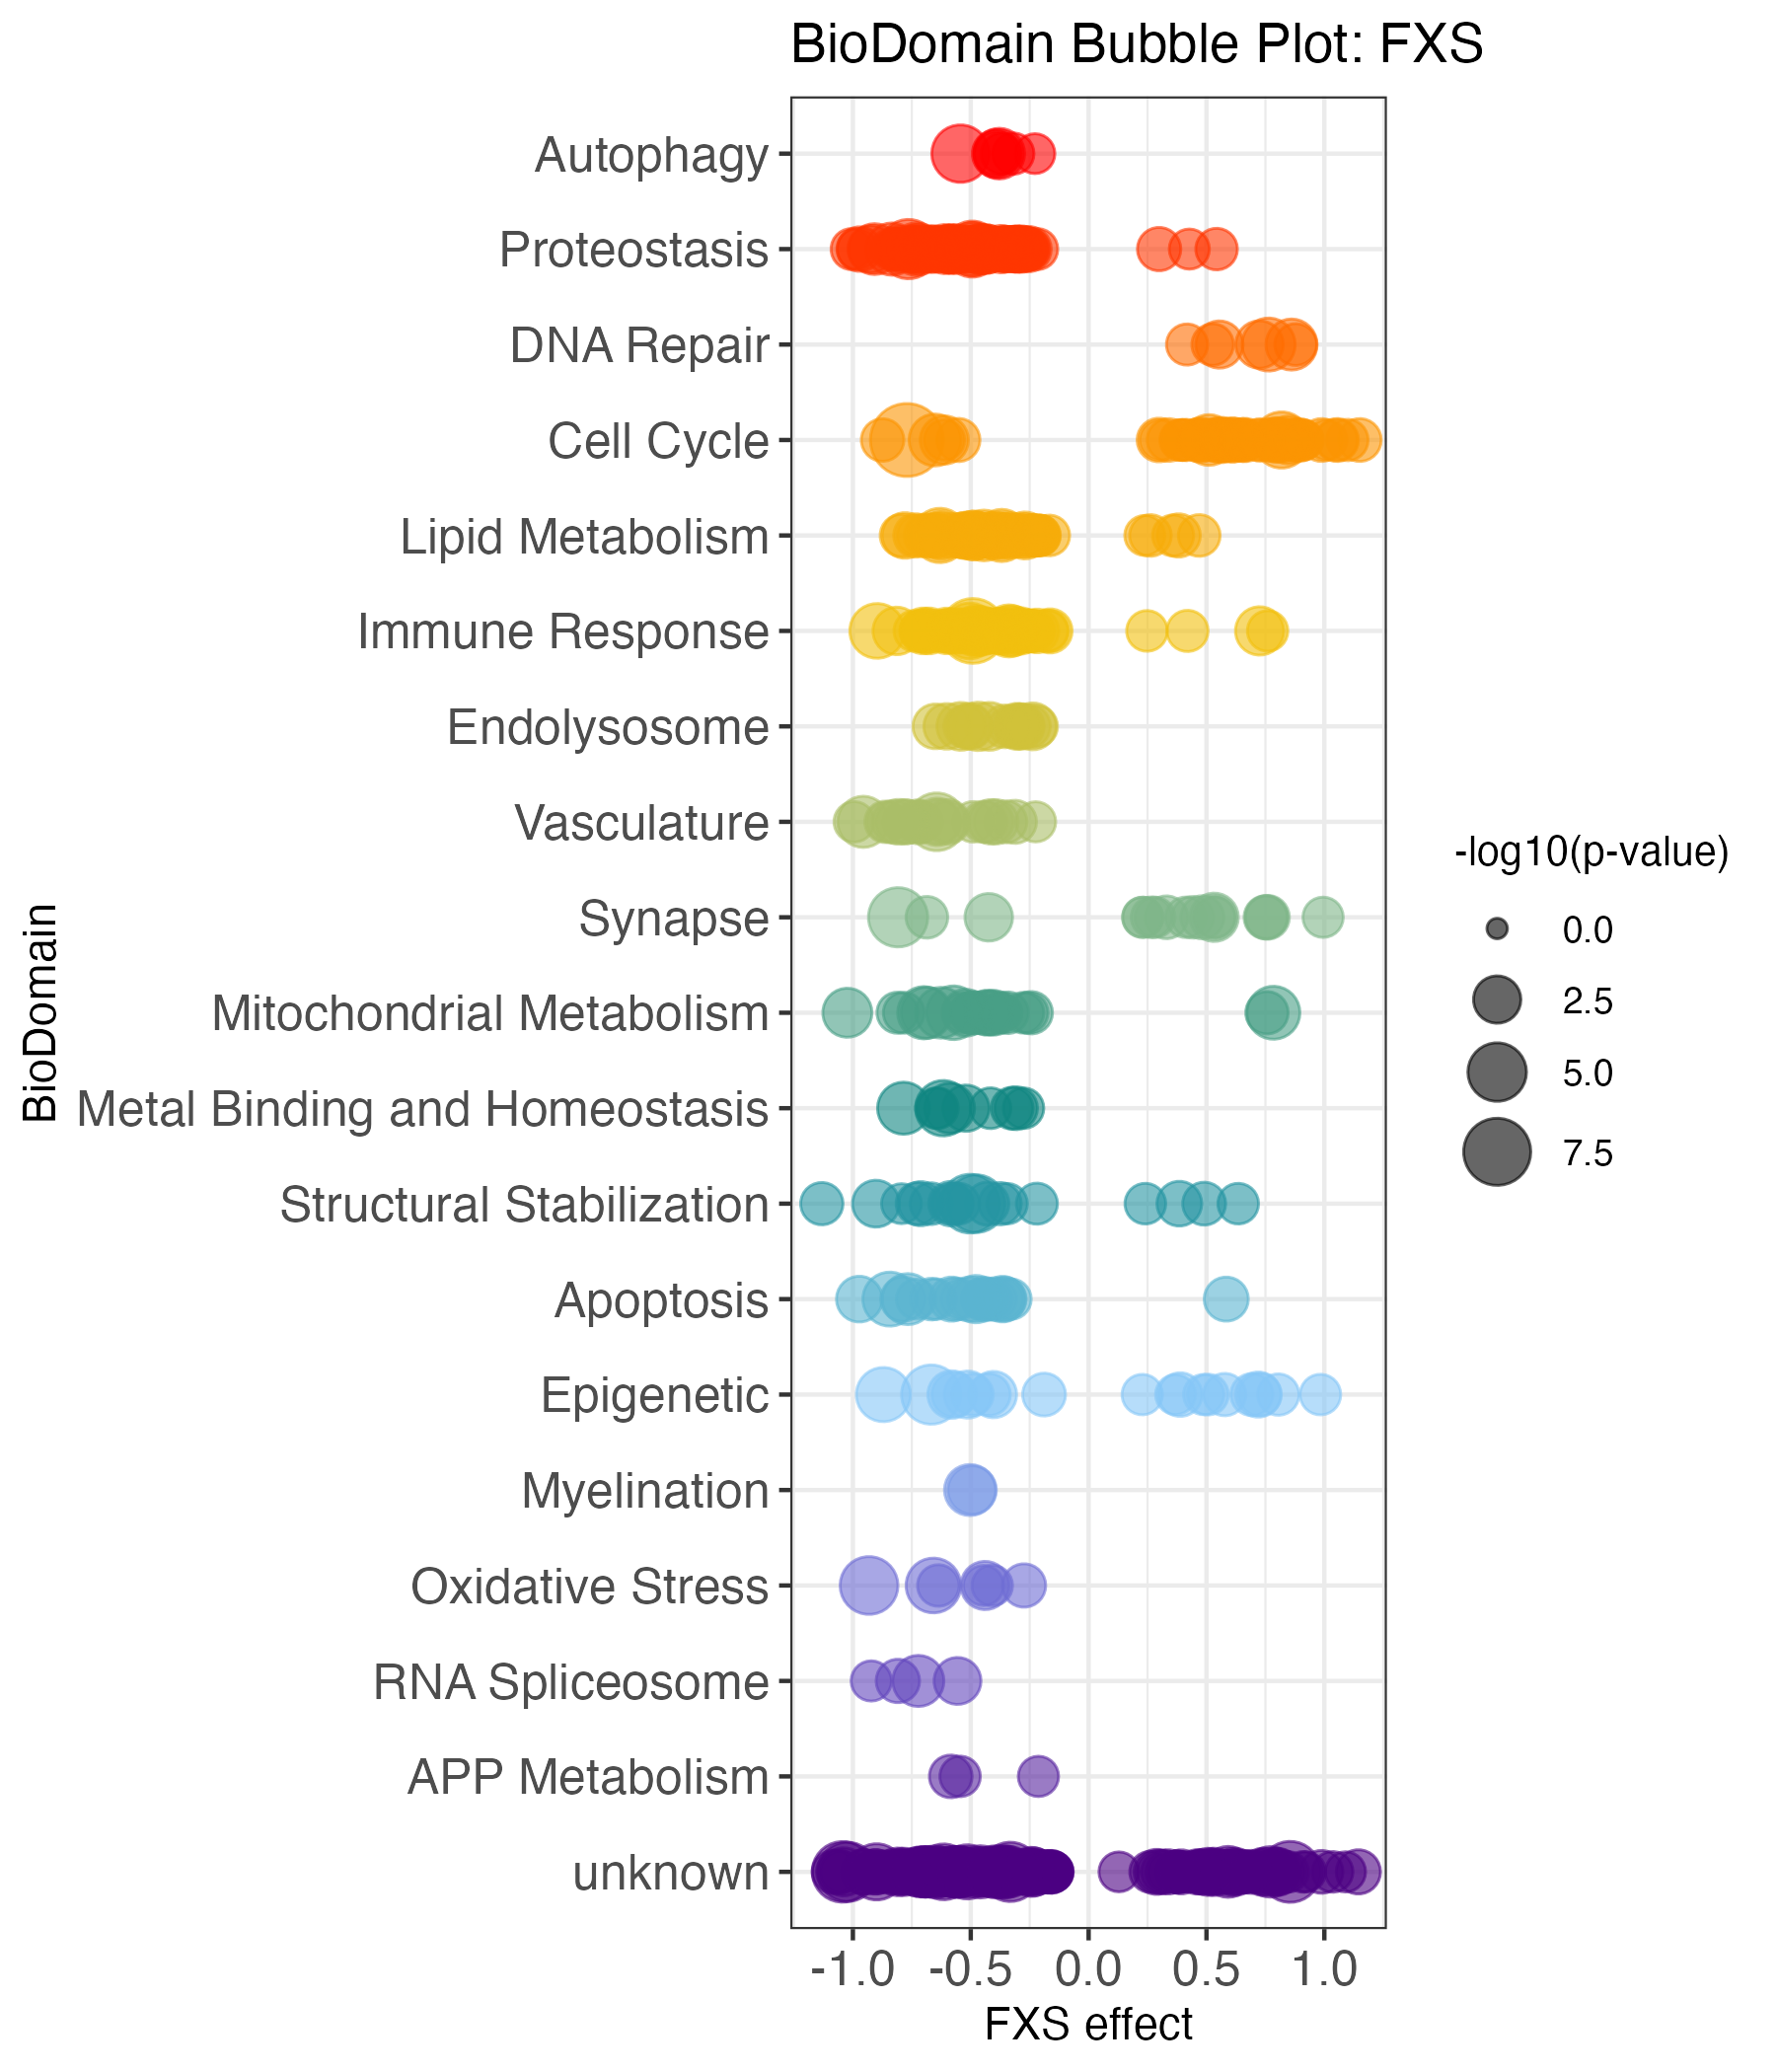 BioDomain Bubble Plot: FXS
Autophagy
Proteostasis
DNA Repair
Cell Cycle
Lipid Metabolism
Immune Response
Endolysosome
Vasculature
Synapse
Mitochondrial Metabolism
Metal Binding and Homeostasis
Structural Stabilization
Apoptosis
Epigenetic
Myelination
Oxidative Stress
RNA Spliceosome
APP Metabolism
unknown
BioDomain
-1.0 -0.5 0.0 0.5 1.0
FXS effect
-log10(p-value)
0.0
2.5
5.0
7.5